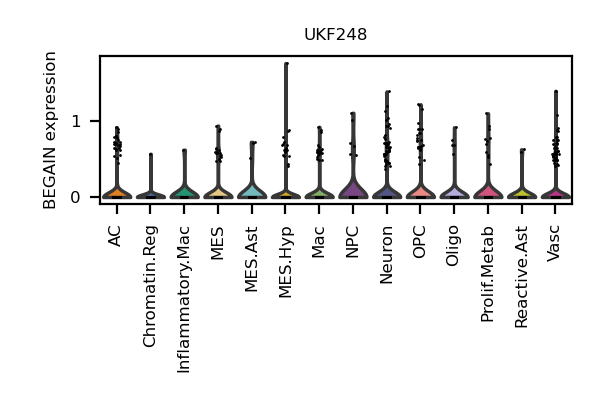 UKF248
BEGAIN expression
1
0
AC
Chromatin.Reg
Inflammatory.Mac
MES
MES.Ast
MES.Hyp
Mac
NPC
Neuron
OPC
Oligo
Prolif.Metab
Reactive.Ast
Vasc